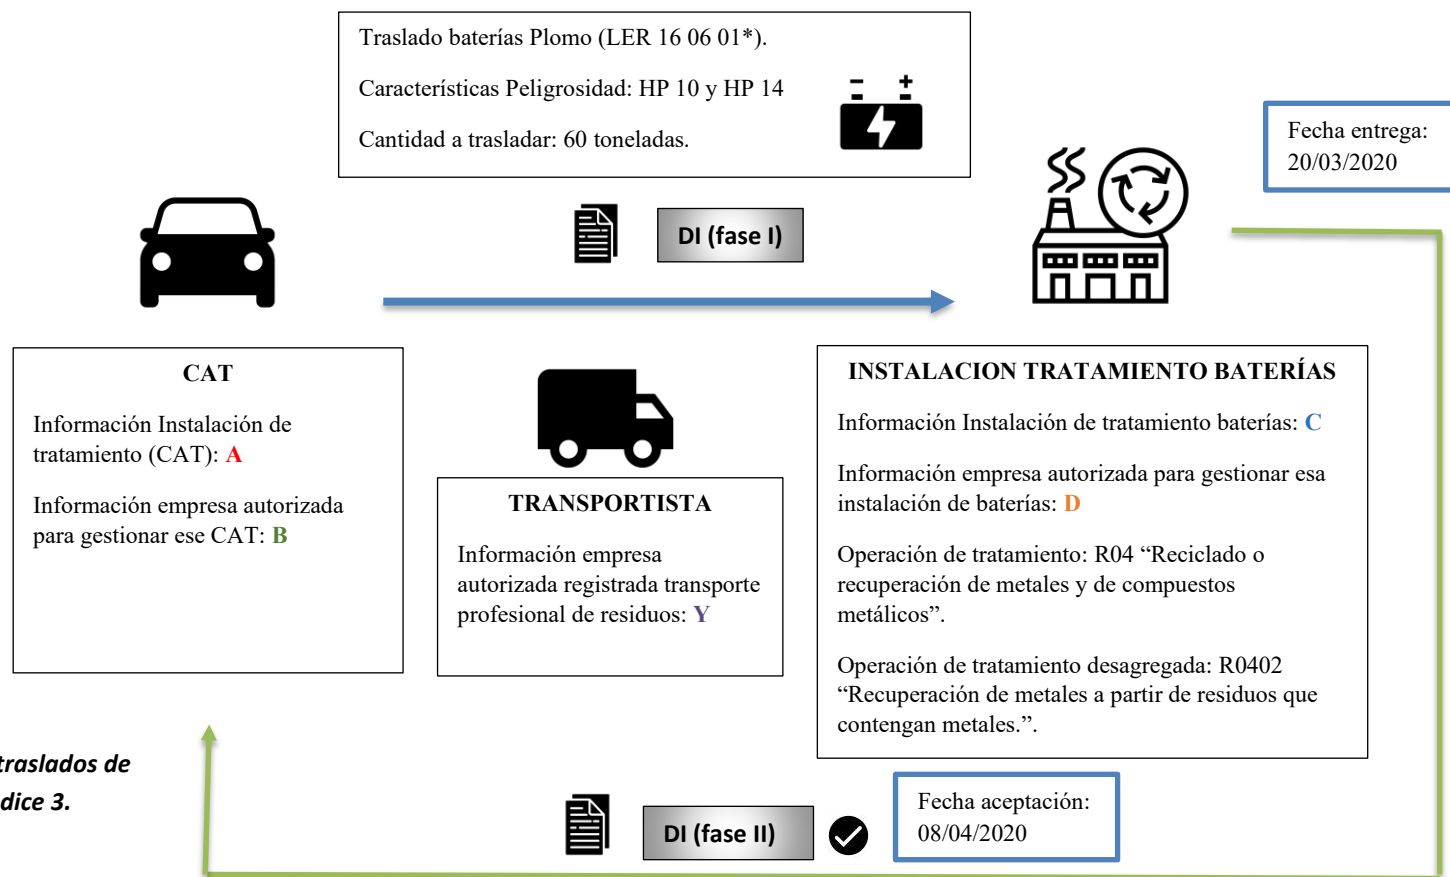 Traslado baterías Plomo (LER 16 06 01*).
Características Peligrosidad: HP 10 y HP 14
Cantidad a trasladar: 60 toneladas.
Fecha entrega:
20/03/2020
DI (fase I)
CAT
Información Instalación de
tratamiento (CAT): A
Información empresa autorizada
para gestionar ese CAT: B
TRANSPORTISTA
Información empresa
autorizada registrada transporte
profesional de residuos: Y
INSTALACION TRATAMIENTO BATERÍAS
Información Instalación de tratamiento baterías: C
Información empresa autorizada para gestionar esa
instalación de baterías: D
Operación de tratamiento: R04 “Reciclado o
recuperación de metales y de compuestos
metálicos”.
Operación de tratamiento desagregada: R0402
“Recuperación de metales a partir de residuos que
contengan metales.”.
traslados de
dice 3.
DI (fase II)
Fecha aceptación:
08/04/2020